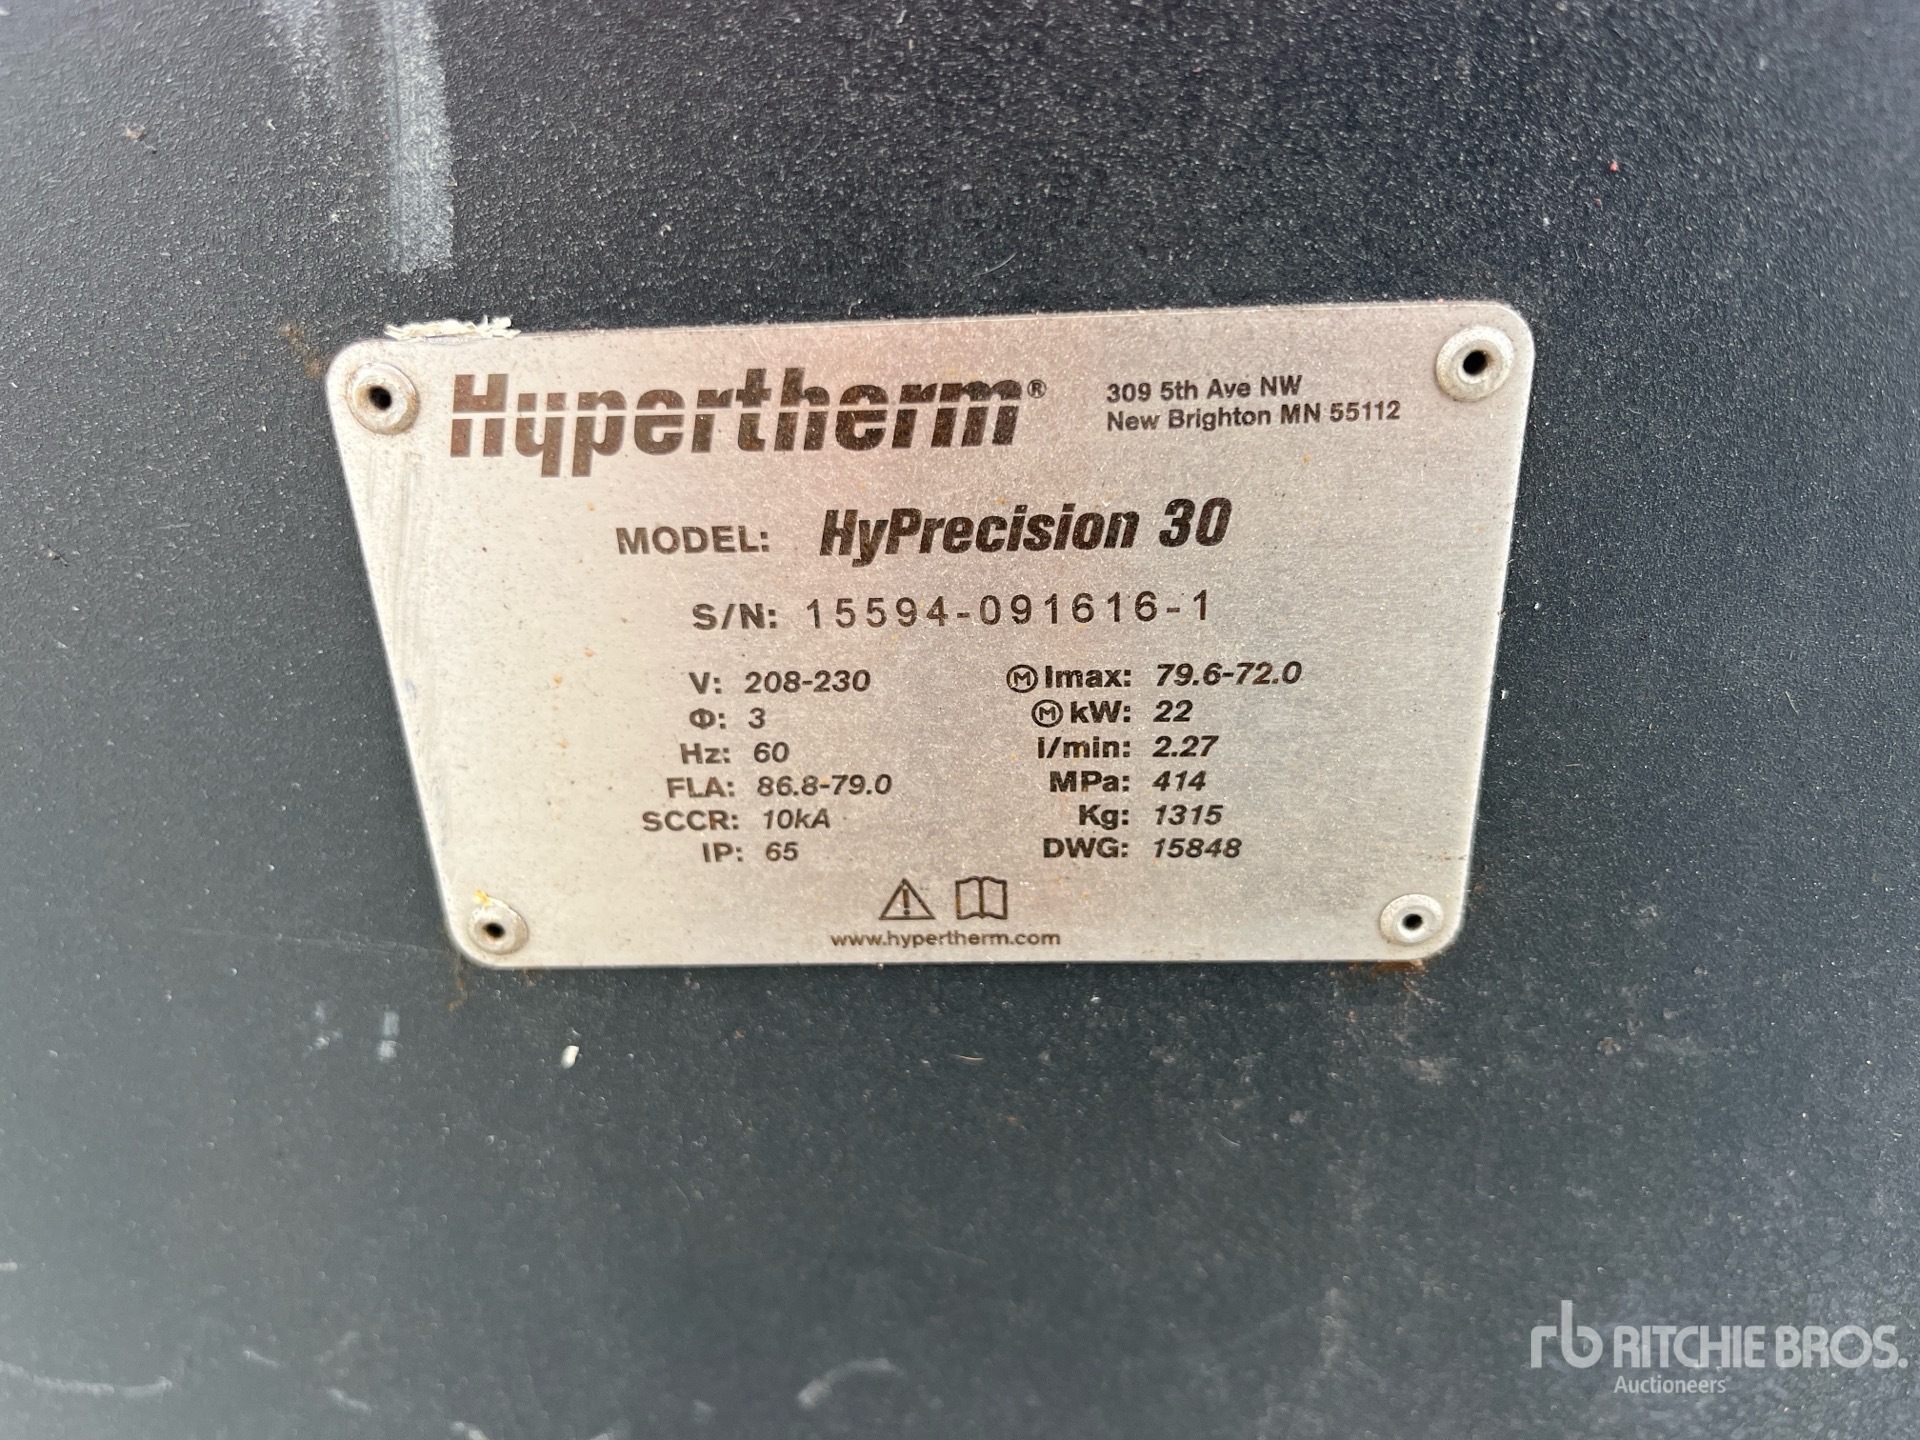 Hypertherm®
309 5th Ave NW
New Brighton MN 55112
MODEL: HyPrecision 30
S/N: 15594-091616-1
V: 208-230
Φ: 3
Hz: 60
FLA: 86.8-79.0
SCCR: 10kA
IP: 65
Ⓜ Imax: 79.6-72.0
Ⓜ kW: 22
l/min: 2.27
MPa: 414
Kg: 1315
DWG: 15848
www.hypertherm.com
rb RITCHIE BROS.
Auctioneers